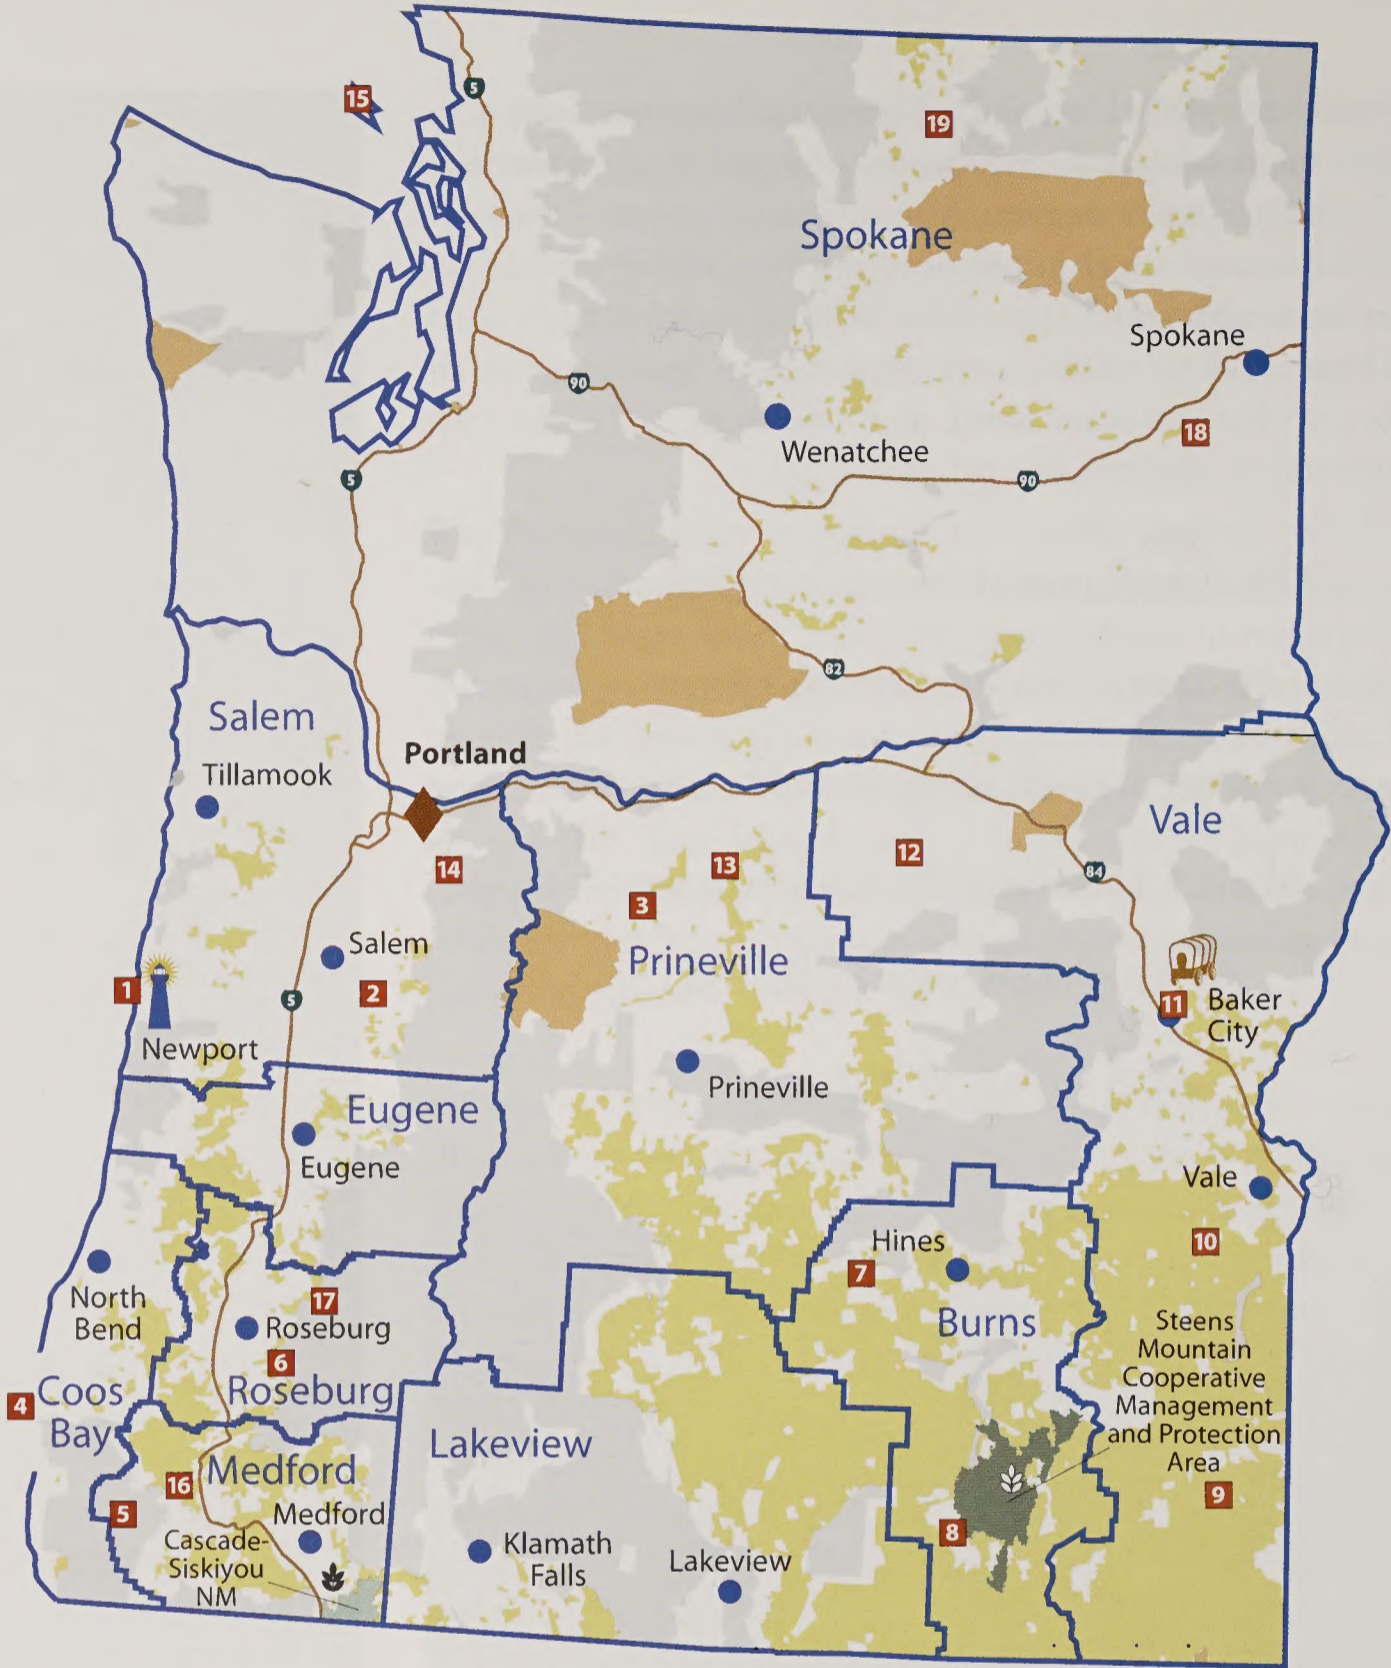 5
15
19
Spokane
Spokane
90
Wenatchee
18
5
90
82
Salem
Portland
Tillamook
Vale
12
14
13
84
3
Salem
Prineville
1
2
5
11
Baker
City
Newport
Prineville
Eugene
Eugene
Vale
Hines
10
7
North
Bend
17
Roseburg
Burns
Steens
Mountain
Cooperative
Management
and Protection
Area
6
Roseburg
4
Coos
Bay
Lakeview
Medford
16
9
5
Medford
8
Cascade-
Siskiyou
NM
Klamath
Falls
Lakeview